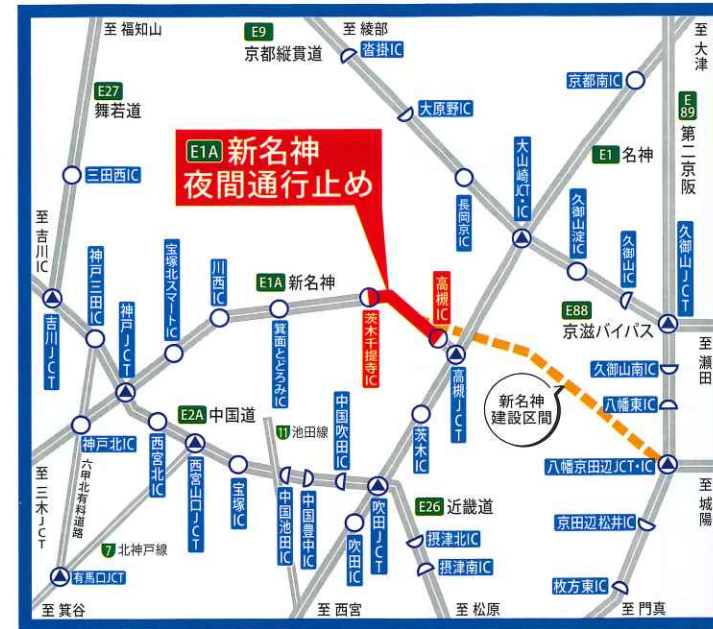 至 福知山
E9
京都縦貫道
至 綾部
沓掛IC
至 大津
京都南IC
E27
舞若道
大原野IC
E89
第二京阪
E1A 新名神
夜間通行止め
E1 名神
三田西IC
大山崎JCT・IC
長岡京IC
久御山淀IC
久御山IC
久御山JCT
至 吉川IC
神戸三田IC
宝塚北スマートIC
川西IC
E1A 新名神
高槻IC
E88
京滋バイパス
吉川JCT
神戸JCT
箕面とどろみIC
茨木千提寺IC
高槻JCT
至 瀬田
久御山南IC
新名神
建設区間
八幡東IC
E2A 中国道
11 池田線
中国吹田IC
茨木IC
神戸北IC
西宮北IC
西宮山口JCT
宝塚IC
中国池田IC
中国豊中IC
吹田JCT
八幡京田辺JCT・IC
至 三木JCT
六甲北有料道路
E26 近畿道
至 城陽
吹田IC
京田辺松井IC
7 北神戸線
摂津北IC
有馬口JCT
摂津南IC
枚方東IC
至 箕谷
至 西宮
至 松原
至 門真